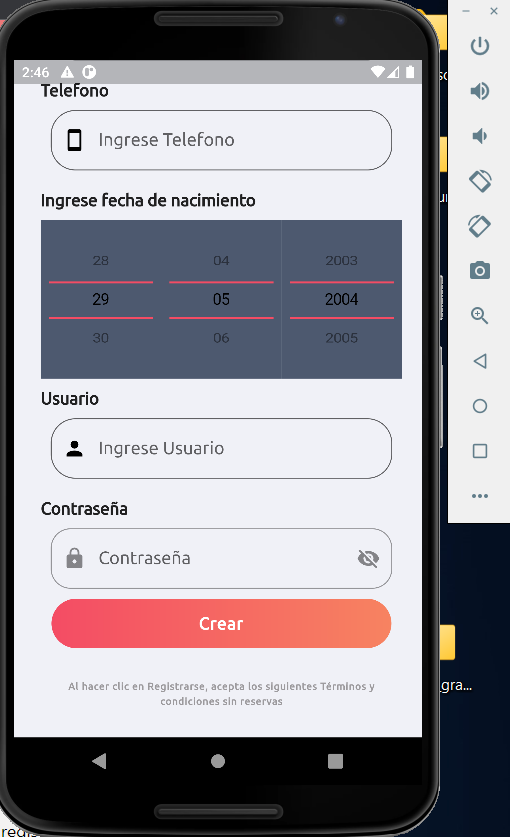 2:46
Telefono
Ingrese Telefono
Ingrese fecha de nacimiento
28 04 2003
29 05 2004
30 06 2005
Usuario
Ingrese Usuario
Contraseña
Contraseña
Crear
Al hacer clic en Registrarse, acepta los siguientes Términos y
condiciones sin reservas
gra...